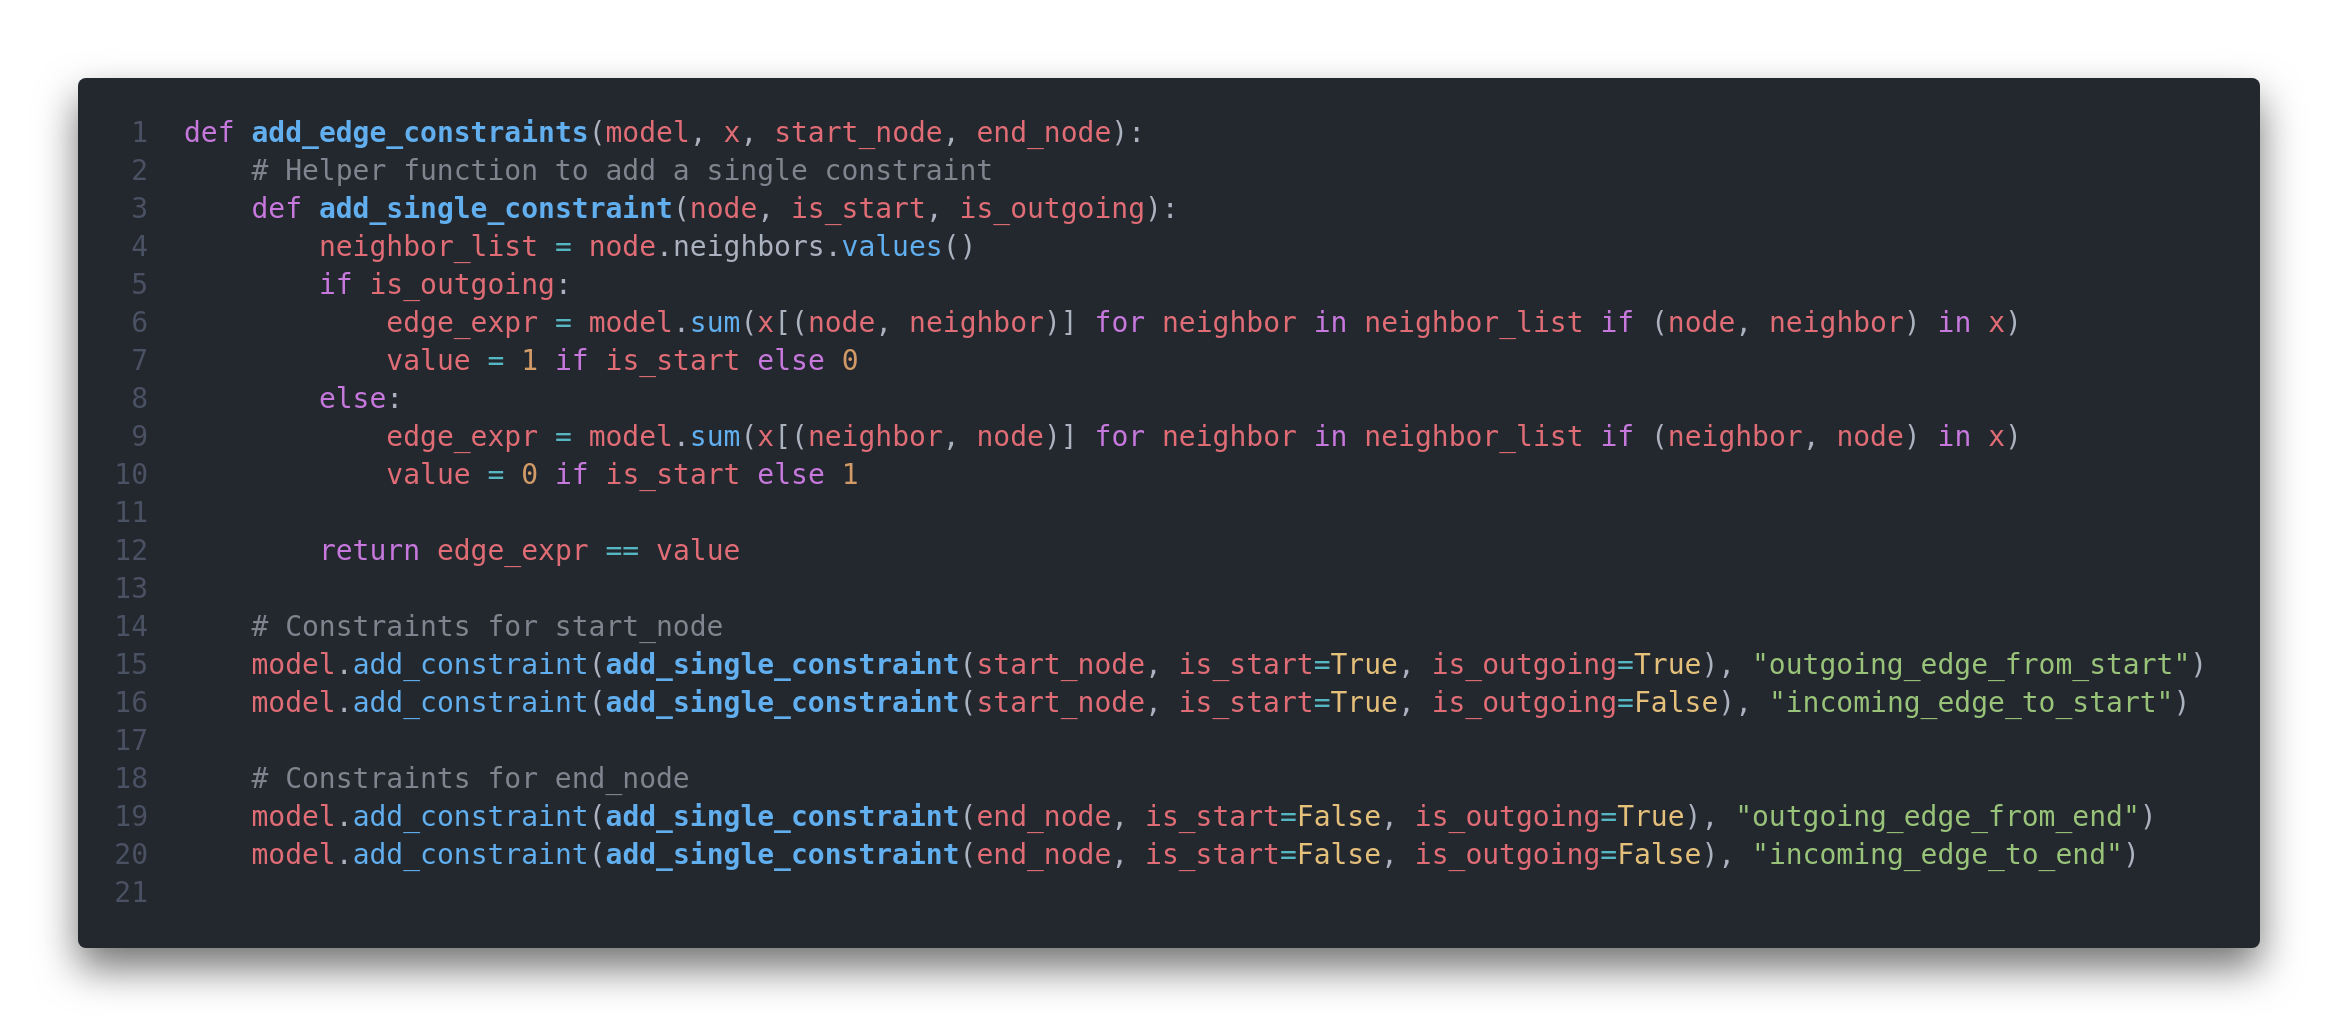 1 def add_edge_constraints(model, x, start_node, end_node):
2     # Helper function to add a single constraint
3     def add_single_constraint(node, is_start, is_outgoing):
4         neighbor_list = node.neighbors.values()
5         if is_outgoing:
6             edge_expr = model.sum(x[(node, neighbor)] for neighbor in neighbor_list if (node, neighbor) in x)
7             value = 1 if is_start else 0
8         else:
9             edge_expr = model.sum(x[(neighbor, node)] for neighbor in neighbor_list if (neighbor, node) in x)
10             value = 0 if is_start else 1
11
12         return edge_expr == value
13
14     # Constraints for start_node
15     model.add_constraint(add_single_constraint(start_node, is_start=True, is_outgoing=True), "outgoing_edge_from_start")
16     model.add_constraint(add_single_constraint(start_node, is_start=True, is_outgoing=False), "incoming_edge_to_start")
17
18     # Constraints for end_node
19     model.add_constraint(add_single_constraint(end_node, is_start=False, is_outgoing=True), "outgoing_edge_from_end")
20     model.add_constraint(add_single_constraint(end_node, is_start=False, is_outgoing=False), "incoming_edge_to_end")
21